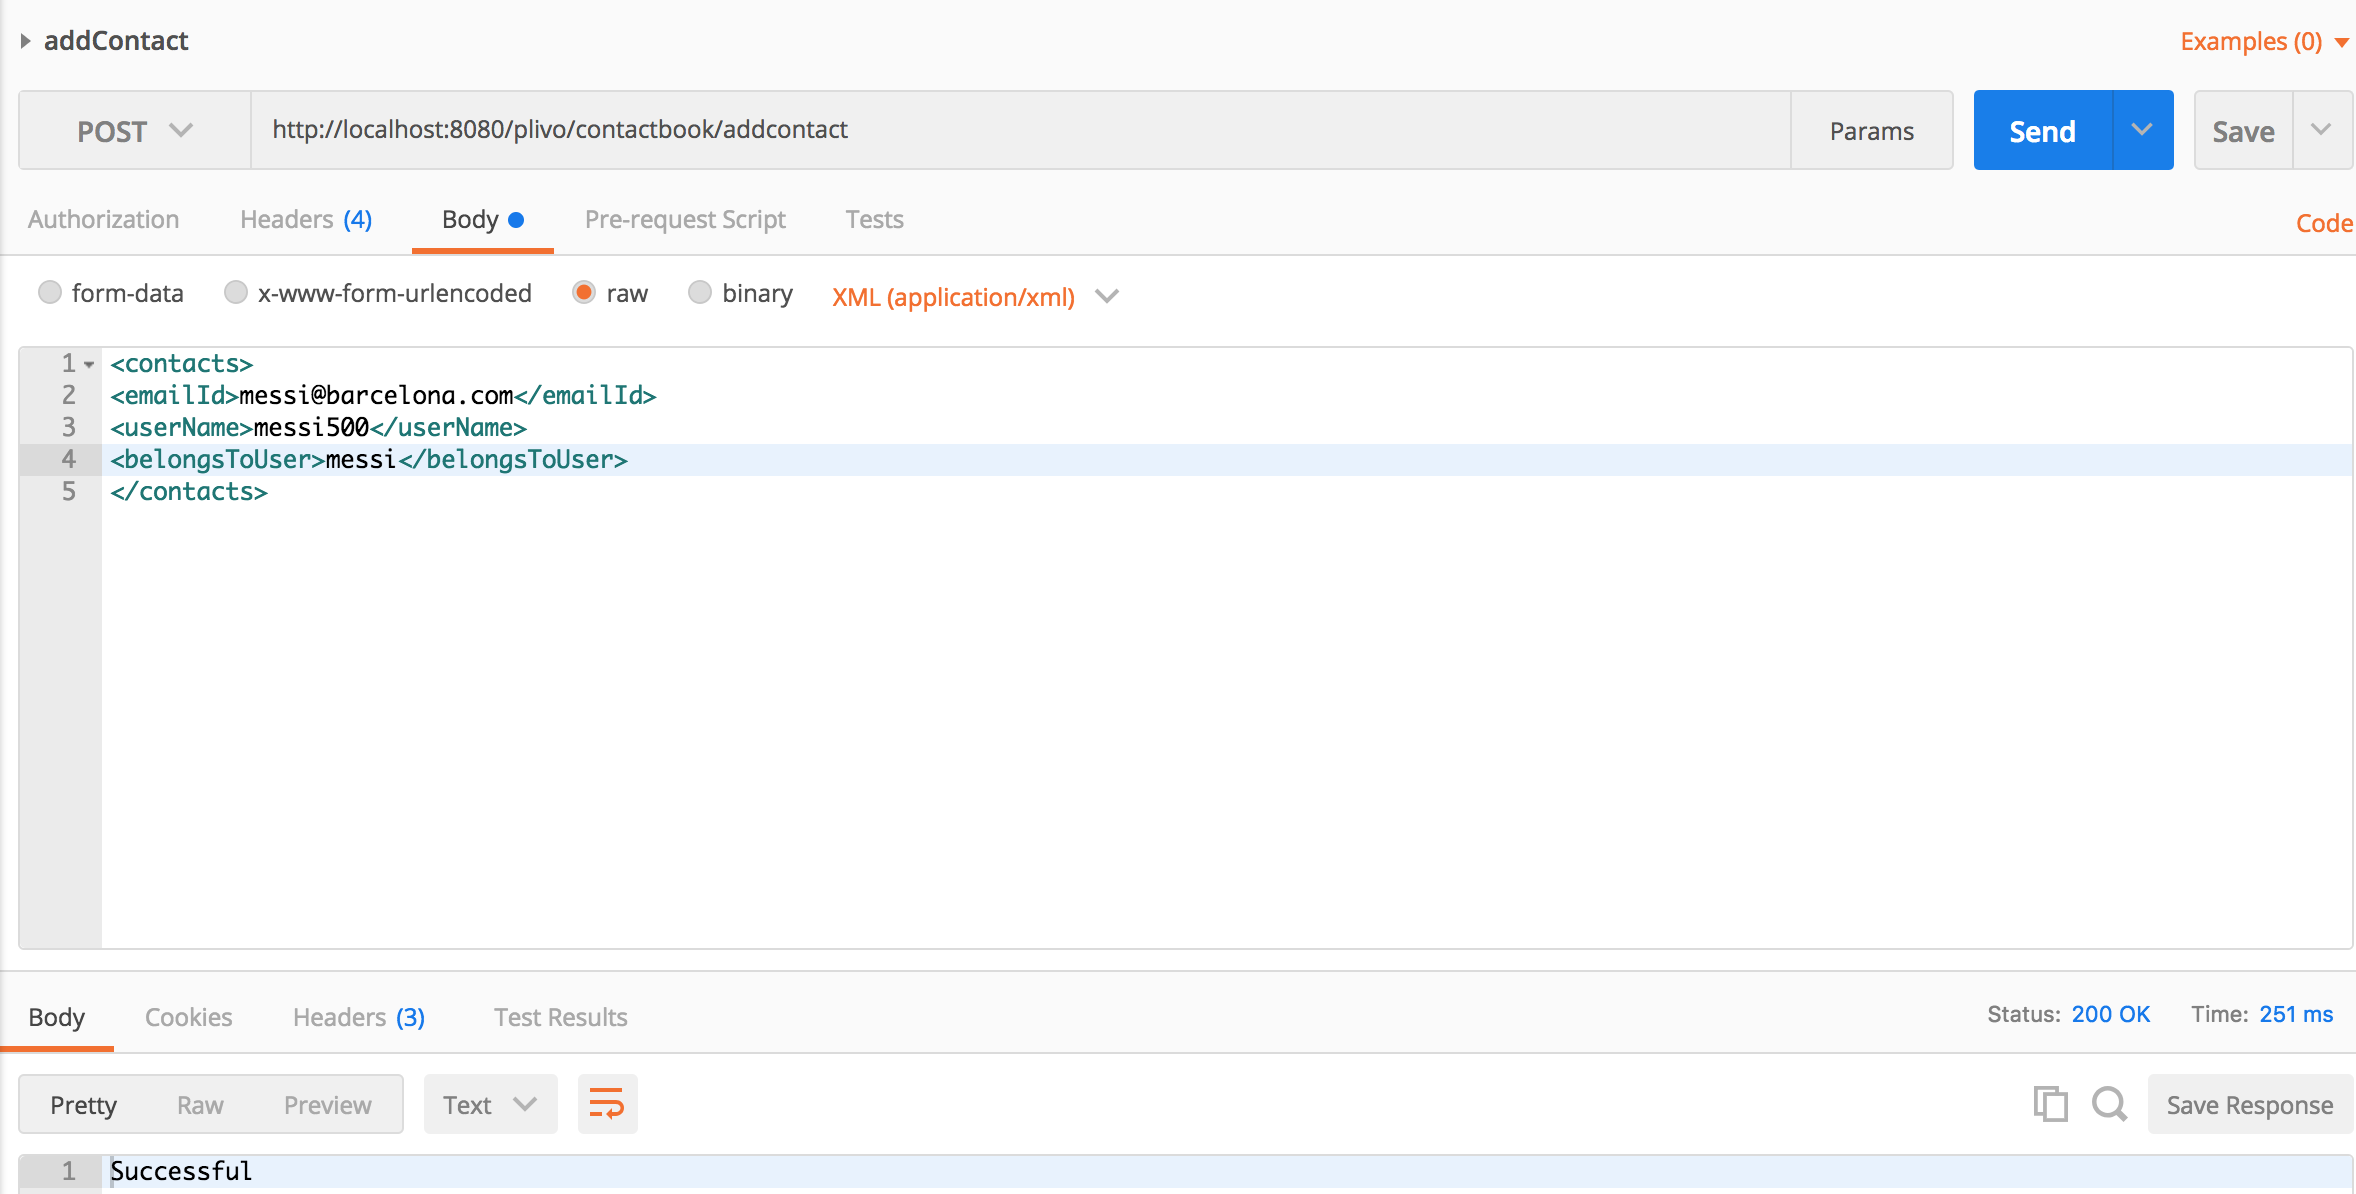 addContact
Examples (0)
POST
http://localhost:8080/plivo/contactbook/addcontact
Params
Send
Save
Authorization
Headers (4)
Body
Pre-request Script
Tests
Code
form-data
x-www-form-urlencoded
raw
binary
XML (application/xml)
1 <contacts>
2 <emailId>messi@barcelona.com</emailId>
3 <userName>messi500</userName>
4 <belongsToUser>messi</belongsToUser>
5 </contacts>
Body
Cookies
Headers (3)
Test Results
Status: 200 OK
Time: 251 ms
Pretty
Raw
Preview
Text
Save Response
1 Successful